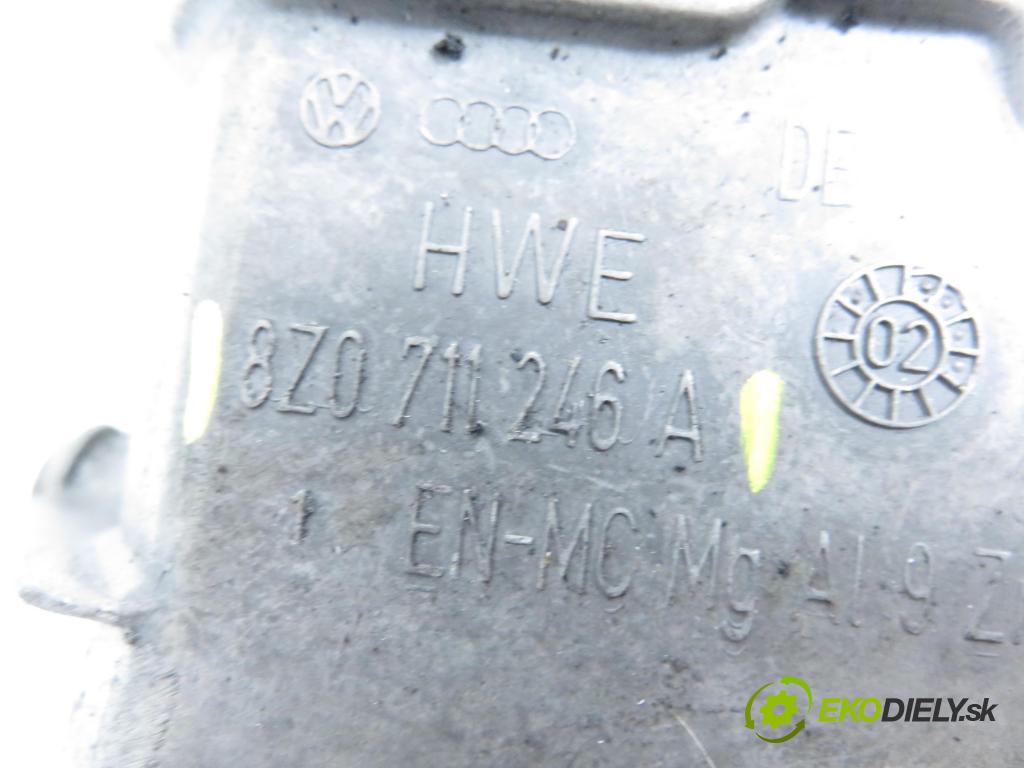 DE
HWE
02
8Z0 711 246 A
1 EN-MC Mg Al 9 Z
EKODIELY.sk